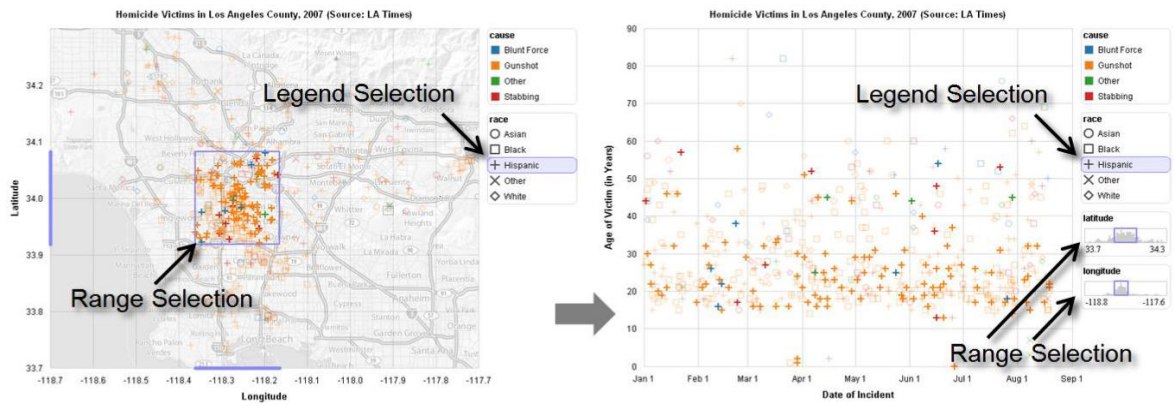 Homicide Victims in Los Angeles County, 2007 (Source: LA Times)
cause
Blunt Force
Gunshot
Other
Stabbing
Legend Selection
race
Asian
Black
Hispanic
Other
White
34.2
34.1
34.0
33.9
33.8
33.7
Latitude
Range Selection
Long Beach
-118.7 -118.6 -118.5 -118.4 -118.3 -118.2 -118.1 -118.0 -117.9 -117.8 -117.7
Longitude
Homicide Victims in Los Angeles County, 2007 (Source: LA Times)
cause
Blunt Force
Gunshot
Other
Stabbing
Legend Selection
race
Asian
Black
Hispanic
Other
White
latitude
33.7 34.3
longitude
-118.8 -117.6
Range Selection
90
80
70
60
50
40
30
20
10
0
Age of Victim (in Years)
Jan 1 Feb 1 Mar 1 Apr 1 May 1 Jun 1 Jul 1 Aug 1 Sep 1
Date of Incident